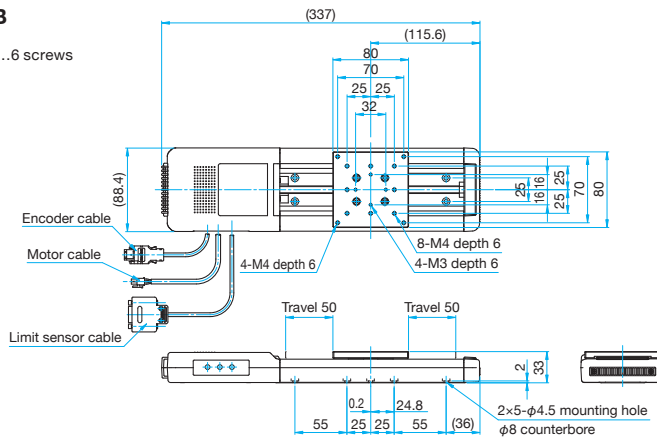 B
…6 screws
(337)
(115.6)
80
70
25 25
32
(88.4)
25
16 16
25 25
70
80
Encoder cable
Motor cable
Limit sensor cable
4-M4 depth 6
8-M4 depth 6
4-M3 depth 6
Travel 50
Travel 50
2
33
0.2
24.8
55 25 25 55 (36)
2×5-φ4.5 mounting hole
φ8 counterbore